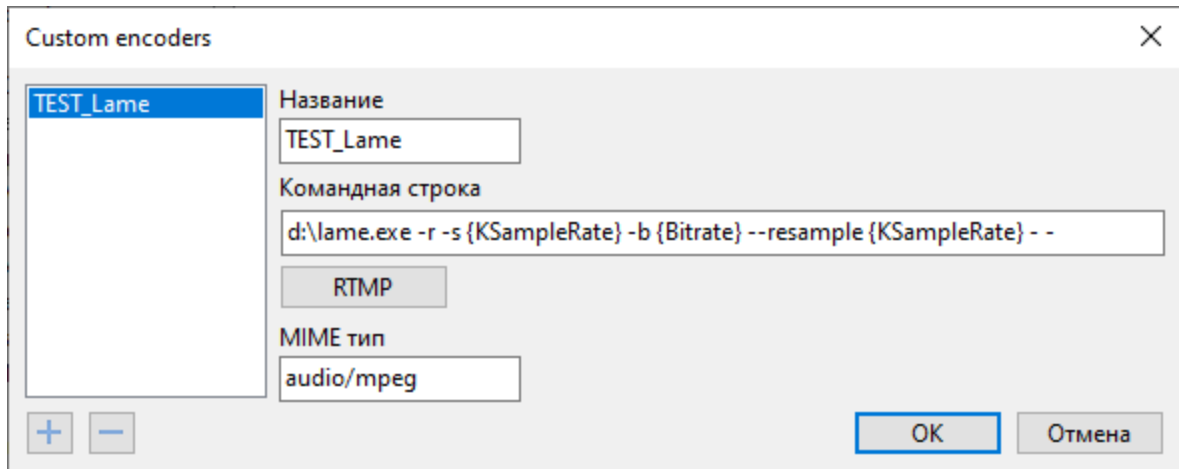 Custom encoders
TEST_Lame
Название
TEST_Lame
Командная строка
d:\lame.exe -r -s {KSampleRate} -b {Bitrate} --resample {KSampleRate} - -
RTMP
MIME тип
audio/mpeg
OK
Отмена